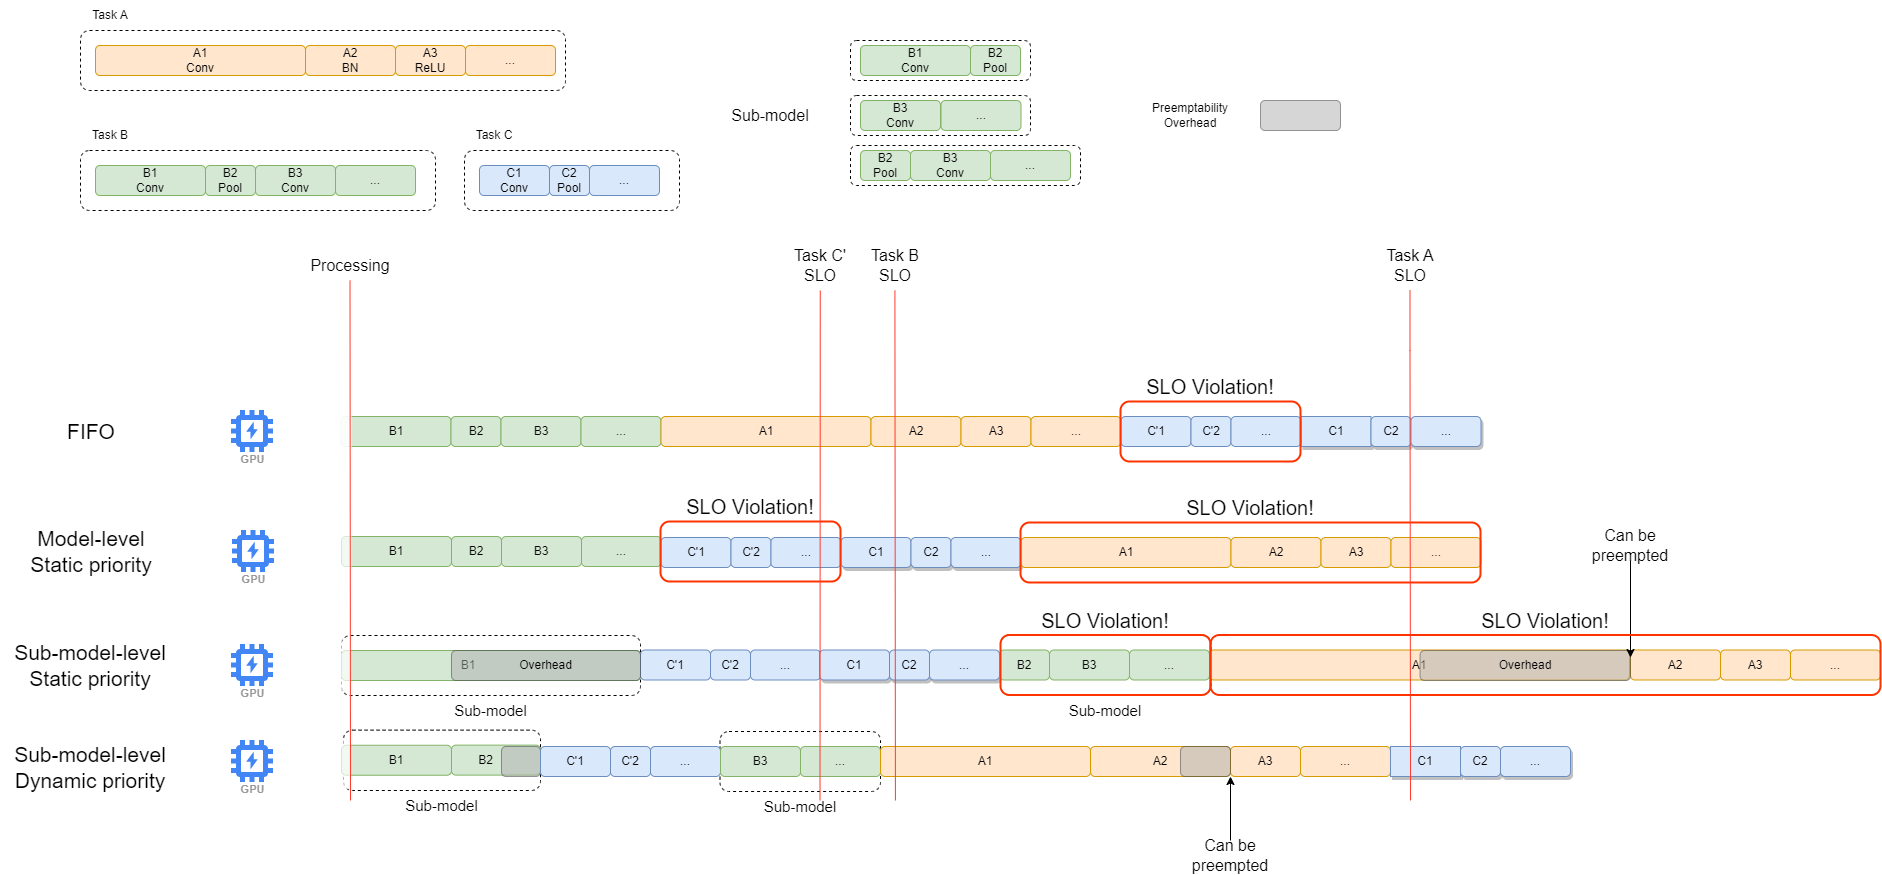 Task A
A1
Conv
A2
BN
A3
ReLU
...
Task B
B1
Conv
B2
Pool
B3
Conv
...
Task C
C1
Conv
C2
Pool
...
Sub-model
B1
Conv
B2
Pool
B3
Conv
...
B2
Pool
B3
Conv
...
Preemptability
Overhead
Processing
Task C'
SLO
Task B
SLO
Task A
SLO
FIFO
GPU
B1
B2
B3
...
A1
A2
A3
...
SLO Violation!
C'1
C'2
...
C1
C2
...
Model-level
Static priority
GPU
B1
B2
B3
...
SLO Violation!
C'1
C'2
...
C1
C2
...
SLO Violation!
A1
A2
A3
...
Can be
preempted
Sub-model-level
Static priority
GPU
B1
Overhead
Sub-model
C'1
C'2
...
C1
C2
...
SLO Violation!
B2
B3
...
Sub-model
SLO Violation!
A1
Overhead
A2
A3
...
Sub-model-level
Dynamic priority
GPU
B1
B2
Sub-model
C'1
C'2
...
B3
...
Sub-model
A1
A2
A3
...
C1
C2
...
Can be
preempted